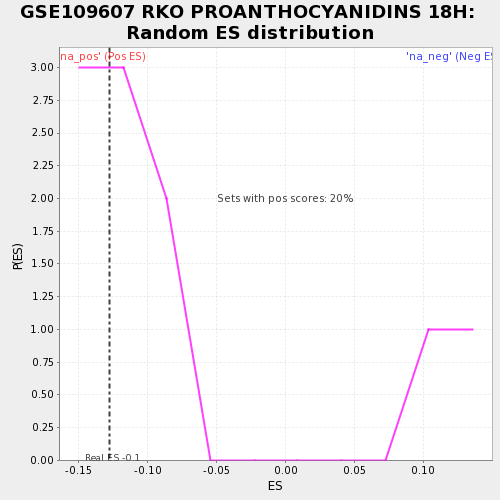 GSE109607 RKO PROANTHOCYANIDINS 18H:
Random ES distribution
na_pos' (Pos ES)
'na_neg' (Neg ES
3.00
2.75
2.50
2.25
2.00
1.75
1.50
1.25
1.00
0.75
0.50
0.25
0.00
P(ES)
Sets with pos scores: 20%
Real ES -0.1
-0.15
-0.10
-0.05
0.00
0.05
0.10
ES